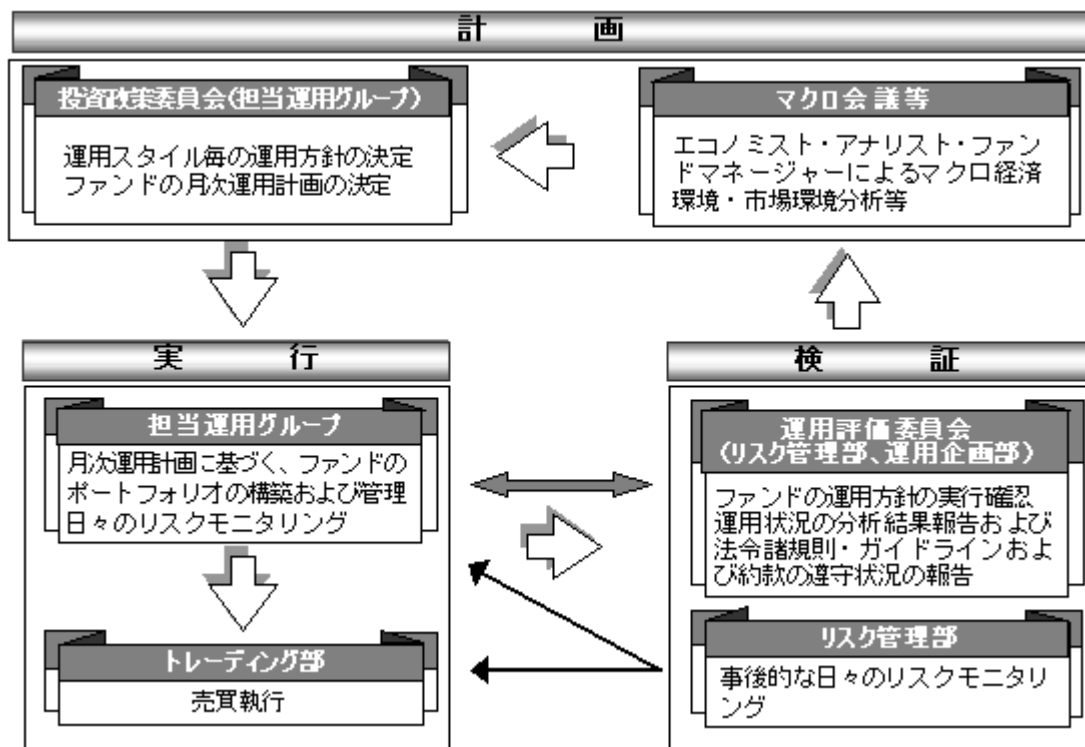 計画
投資政策委員会(担当運用グループ)
運用スタイル毎の運用方針の決定
ファンドの月次運用計画の決定
マクロ会議等
エコノミスト・アナリスト・ファン
ドマネージャーによるマクロ経済
環境・市場環境分析等
実行
担当運用グループ
月次運用計画に基づく、ファンドの
ポートフォリオの構築および管理
日々のリスクモニタリング
トレーディング部
売買執行
検証
運用評価委員会
(リスク管理部、運用企画部)
ファンドの運用方針の実行確認
運用状況の分析結果報告および
法令諸規則・ガイドラインおよ
び約款の遵守状況の報告
リスク管理部
事後的な日々のリスクモニタリ
ング